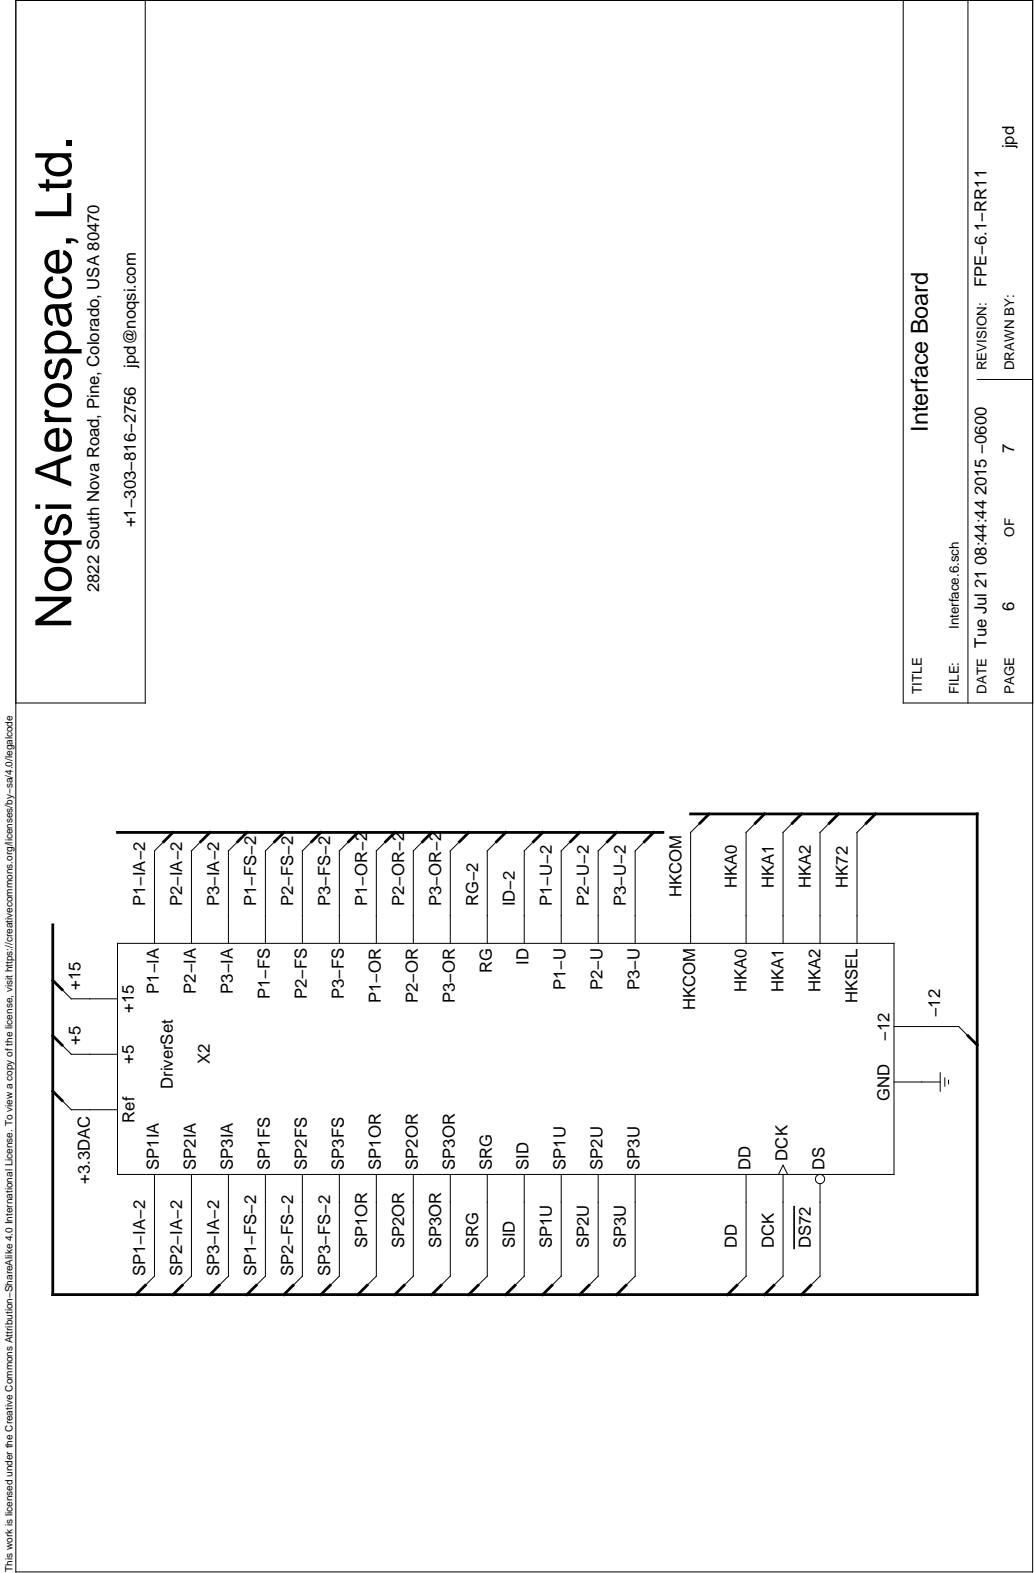 This work is licensed under the Creative Commons Attribution−ShareAlike 4.0 International License. To view a copy of the license, visit https://creativecommons.org/licenses/by−sa/4.0/legalcode
Noqsi Aerospace, Ltd.
2822 South Nova Road, Pine, Colorado, USA 80470
+1−303−816−2756 jpd@noqsi.com
+3.3DAC
+5
+15
Ref
+5
+15
DriverSet
X2
SP1−IA−2 SP1IA P1−IA P1−IA−2
SP2−IA−2 SP2IA P2−IA P2−IA−2
SP3−IA−2 SP3IA P3−IA P3−IA−2
SP1−FS−2 SP1FS P1−FS P1−FS−2
SP2−FS−2 SP2FS P2−FS P2−FS−2
SP3−FS−2 SP3FS P3−FS P3−FS−2
SP1OR SP1OR P1−OR P1−OR−2
SP2OR SP2OR P2−OR P2−OR−2
SP3OR SP3OR P3−OR P3−OR−2
SRG SRG RG RG−2
SID SID ID ID−2
SP1U SP1U P1−U P1−U−2
SP2U SP2U P2−U P2−U−2
SP3U SP3U P3−U P3−U−2
HKCOM HKCOM
DD DD HKA0 HKA0
DCK DCK HKA1 HKA1
DS72 DS HKA2 HKA2
HKSEL HK72
GND −12
−12
TITLE
Interface Board
FILE: Interface.6.sch
DATE Tue Jul 21 08:44:44 2015 −0600 REVISION: FPE−6.1−RR11
PAGE 6 OF 7 DRAWN BY: jpd